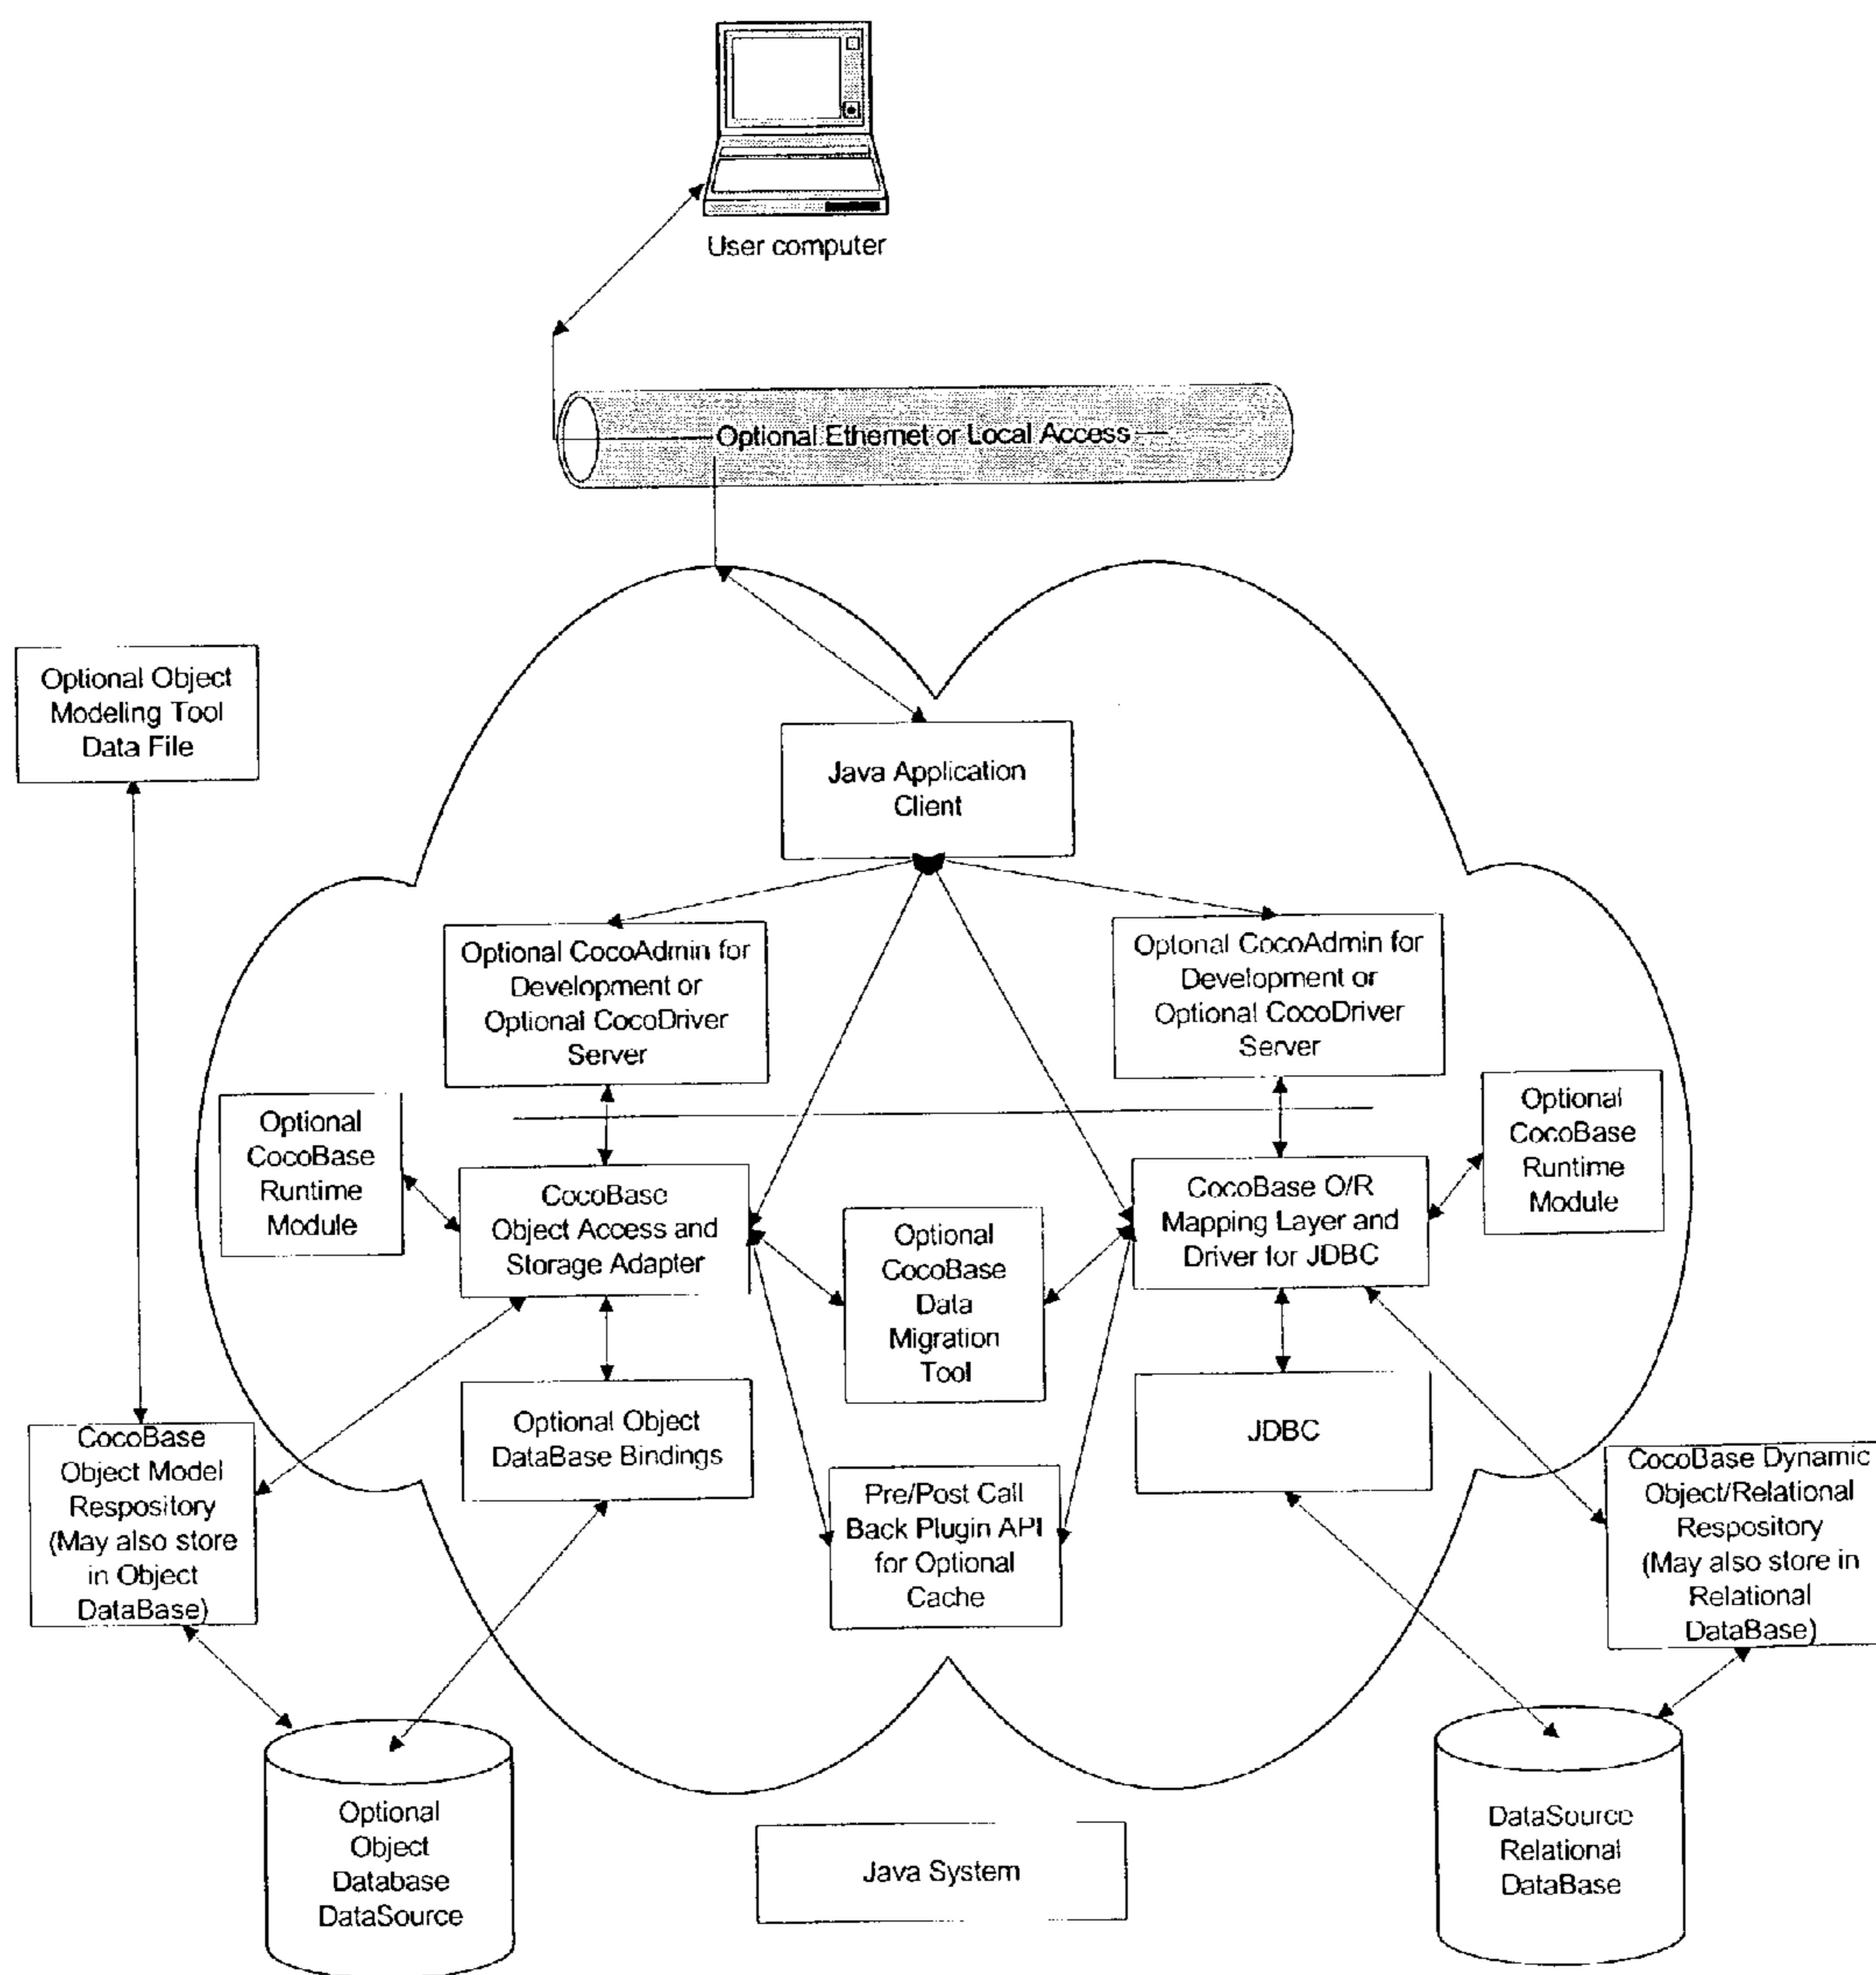 User computer
Optional Ethernet or Local Access
Optional Object
Modeling Tool
Data File
Java Application
Client
Optional CocoAdmin for
Development or
Optional CocoDriver
Server
Optonal CocoAdmin for
Development or
Optional CocoDriver
Server
Optional
CocoBase
Runtime
Module
CocoBase
Object Access and
Storage Adapter
Optional
CocoBase
Data
Migration
Tool
CocoBase O/R
Mapping Layer and
Driver for JDBC
Optional
CocoBase
Runtime
Module
CocoBase
Object Model
Respository
(May also store
in Object
DataBase)
Optional Object
DataBase Bindings
Pre/Post Call
Back Plugin API
for Optional
Cache
JDBC
CocoBase Dynamic
Object/Relational
Respository
(May also store in
Relational
DataBase)
Optional
Object
Database
DataSource
Java System
DataSource
Relational
DataBase